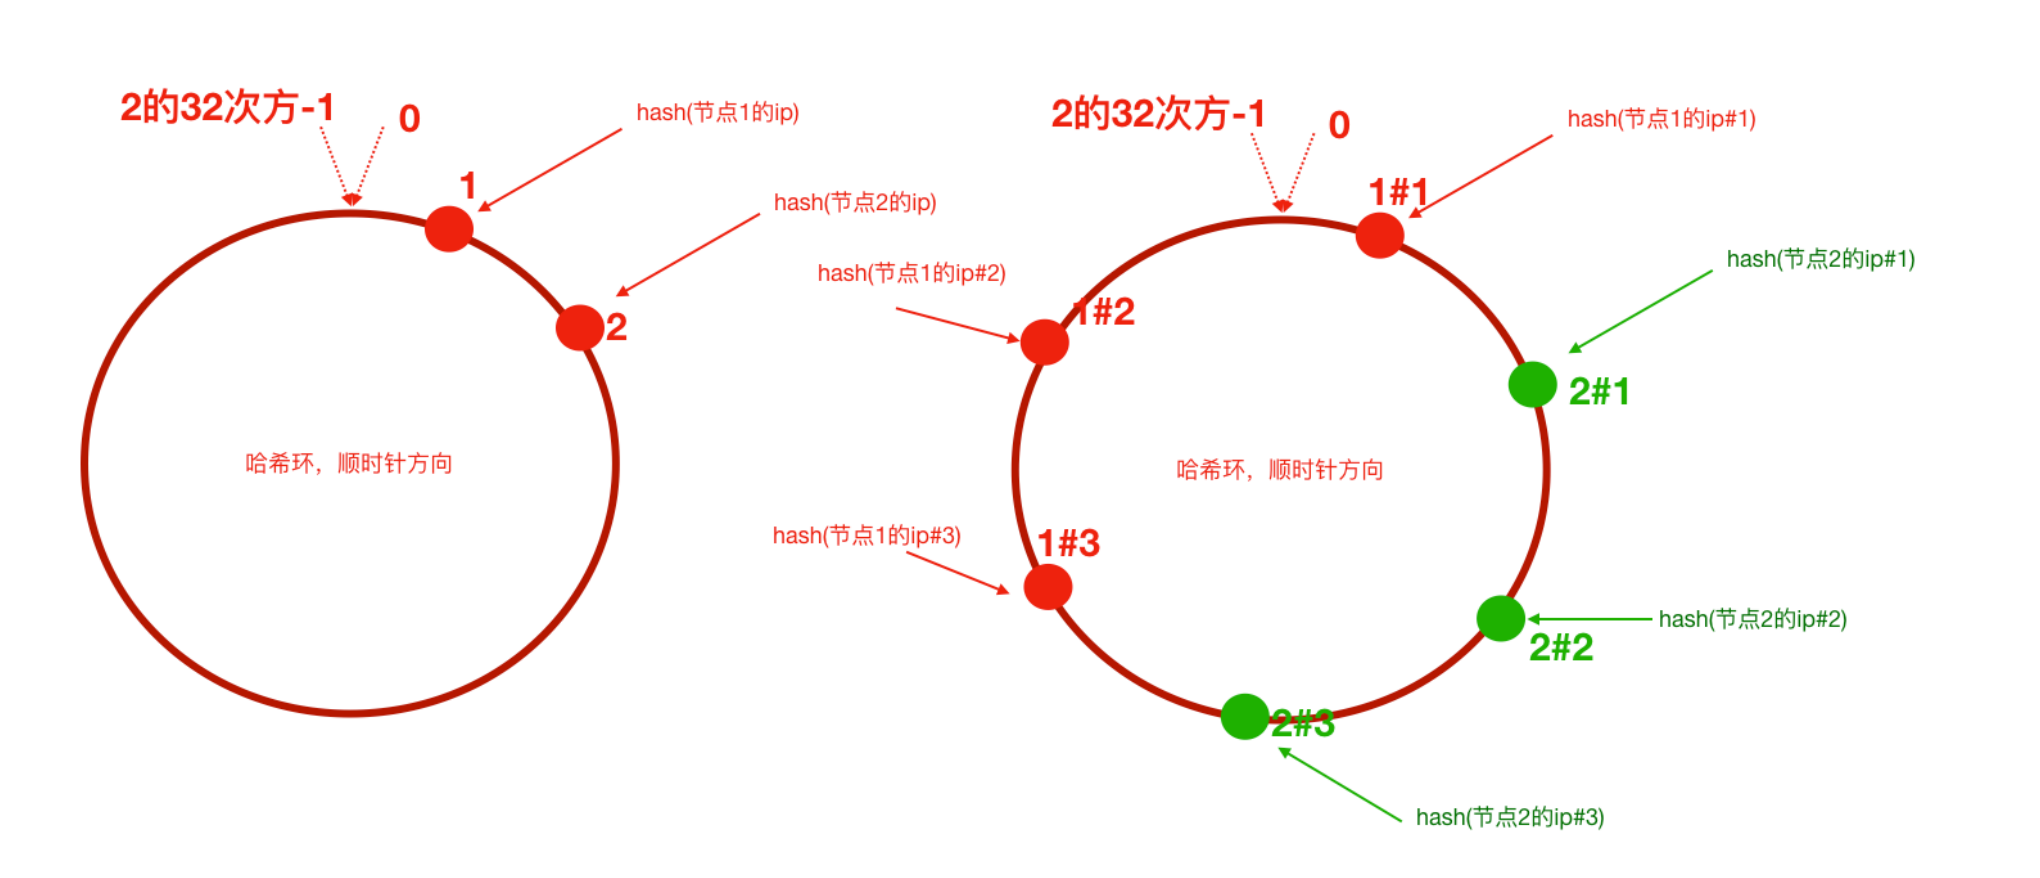 2的32次方-1
0
hash(节点1的ip)
1
hash(节点2的ip)
2
哈希环，顺时针方向
2的32次方-1
0
hash(节点1的ip#1)
1#1
hash(节点2的ip#1)
hash(节点1的ip#2)
1#2
2#1
哈希环，顺时针方向
hash(节点1的ip#3)
1#3
hash(节点2的ip#2)
2#2
2#3
hash(节点2的ip#3)